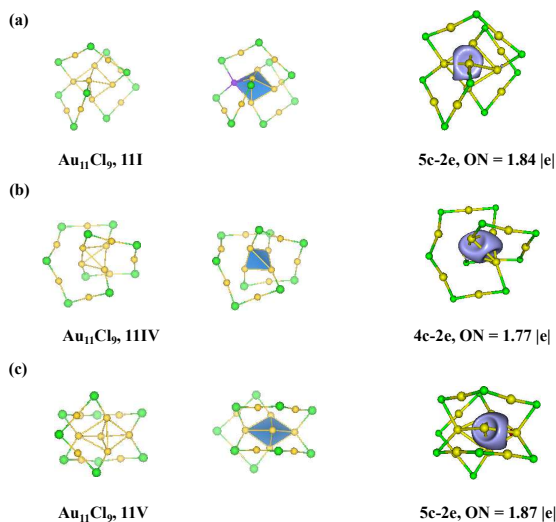 (a)
Au₁₁Cl₉, 11I
5c-2e, ON = 1.84 |e|
(b)
Au₁₁Cl₉, 11IV
4c-2e, ON = 1.77 |e|
(c)
Au₁₁Cl₉, 11V
5c-2e, ON = 1.87 |e|